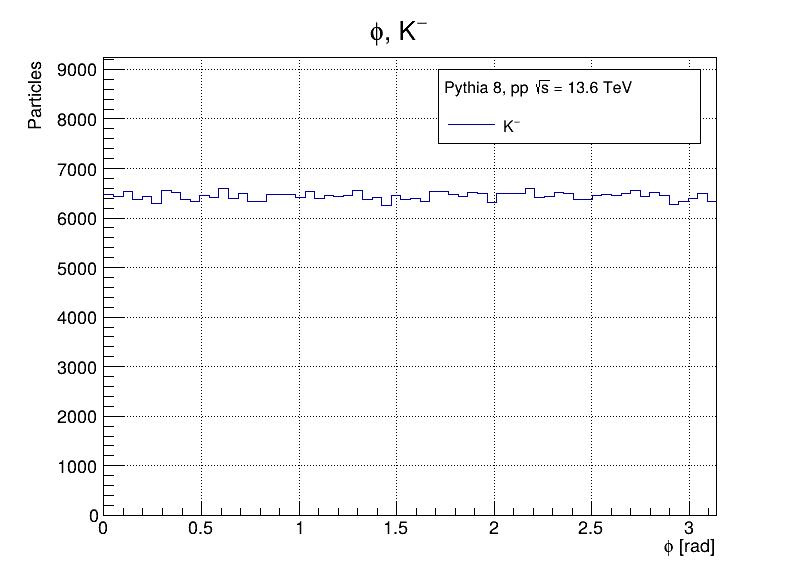 ϕ, K⁻
Particles
9000
8000
7000
6000
5000
4000
3000
2000
1000
0
Pythia 8, pp √s = 13.6 TeV
K⁻
0 0.5 1 1.5 2 2.5 3
ϕ [rad]